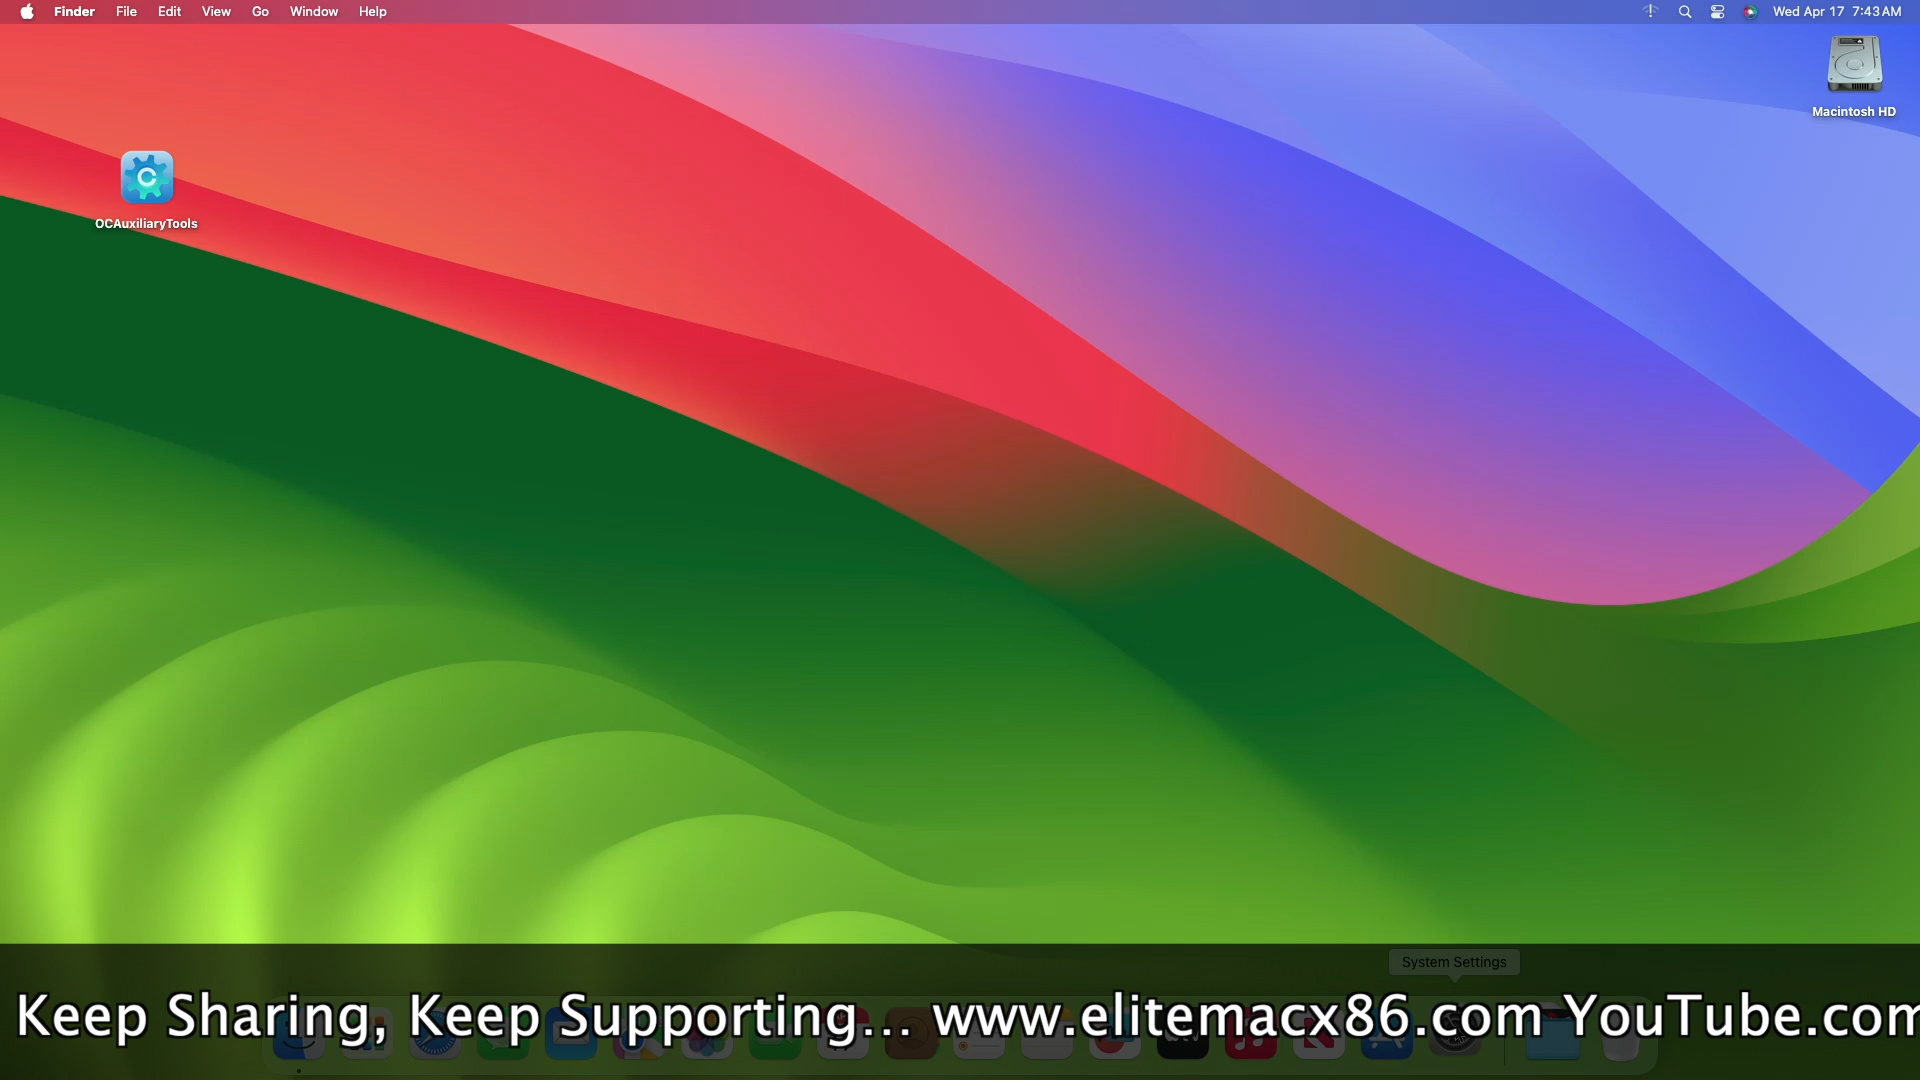 Finder File Edit View Go Window Help Wed Apr 17 7:43 AM
Macintosh HD
OCAuxiliaryTools
System Settings
Keep Sharing, Keep Supporting... www.elitemacx86.com YouTube.com